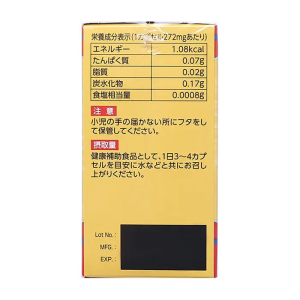 栄養成分表示(1カプセル272mgあたり)
エネルギー 1.08kcal
たんぱく質 0.07g
脂質 0.02g
炭水化物 0.17g
食塩相当量 0.0008g
注意
小児の手の届かない所にフタをし
て保管してください。
摂取量
健康補助食品として、1日3〜4カプ
セルを目安に水などと共にお召し
上がりください。
Lot No.:
MFG.:
EXP.: